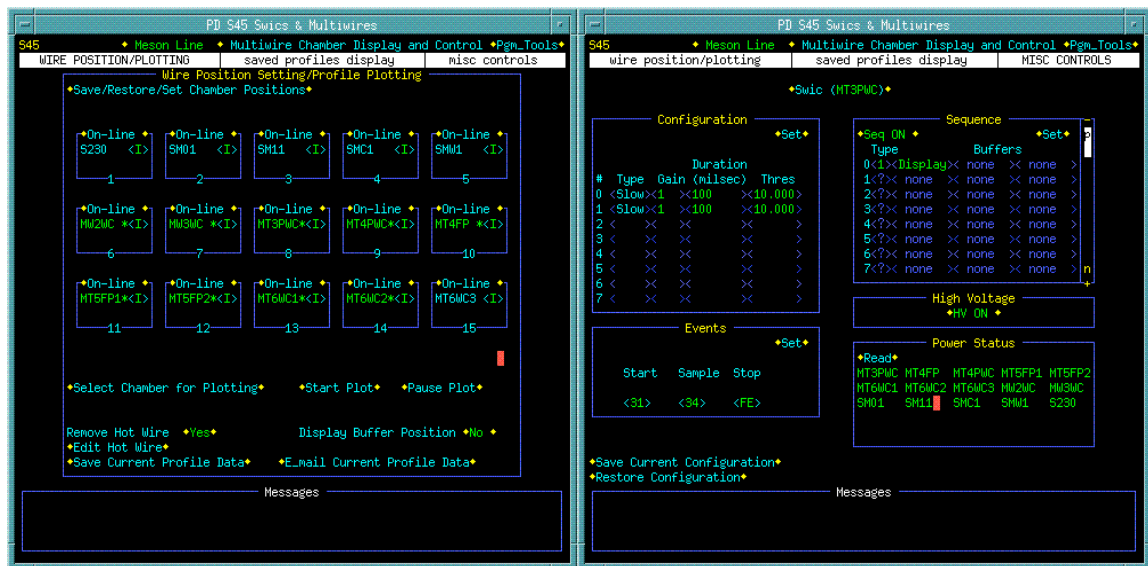 PD S45 Swics & Multiwires
S45 ◆ Meson Line ◆ Multiwire Chamber Display and Control ◆Pgm_Tools◆
WIRE POSITION/PLOTTING saved profiles display misc controls
Wire Position Setting/Profile Plotting
◆Save/Restore/Set Chamber Positions◆
◆On-line ◆ ◆On-line ◆ ◆On-line ◆ ◆On-line ◆ ◆On-line ◆
S230 <I> SM01 <I> SM11 <I> SMC1 <I> SMW1 <I>
1 2 3 4 5
◆On-line ◆ ◆On-line ◆ ◆On-line ◆ ◆On-line ◆ ◆On-line ◆
MW2WC *<I> MW3WC *<I> MT3PWC*<I> MT4PWC*<I> MT4FP *<I>
6 7 8 9 10
◆On-line ◆ ◆On-line ◆ ◆On-line ◆ ◆On-line ◆ ◆On-line ◆
MT5FP1*<I> MT5FP2*<I> MT6WC1*<I> MT6WC2*<I> MT6WC3 <I>
11 12 13 14 15
◆Select Chamber for Plotting◆ ◆Start Plot◆ ◆Pause Plot◆
Remove Hot Wire ◆Yes◆ Display Buffer Position ◆No ◆
◆Edit Hot Wire◆
◆Save Current Profile Data◆ ◆E_mail Current Profile Data◆
Messages
PD S45 Swics & Multiwires
S45 ◆ Meson Line ◆ Multiwire Chamber Display and Control ◆Pgm_Tools◆
wire position/plotting saved profiles display MISC CONTROLS
◆Swic (MT3PWC)◆
Configuration
◆Set◆
Duration
# Type Gain (milsec) Thres
0 <Slow><1 ><100 ><10.000>
1 <Slow><1 ><100 ><10.000>
2 < >< >< >
3 < >< >< >
4 < >< >< >
5 < >< >< >
6 < >< >< >
7 < >< >< >
Events
◆Set◆
Start Sample Stop
<31> <34> <FE>
Sequence
◆Seq ON ◆ ◆Set◆
Type Buffers
0<1><Display>< none >< none >
1<?>< none >< none >< none >
2<?>< none >< none >< none >
3<?>< none >< none >< none >
4<?>< none >< none >< none >
5<?>< none >< none >< none >
6<?>< none >< none >< none >
7<?>< none >< none >< none >
- p n +
High Voltage
◆HV ON ◆
Power Status
◆Read◆
MT3PWC MT4FP MT4PWC MT5FP1 MT5FP2
MT6WC1 MT6WC2 MT6WC3 MW2WC MW3WC
SM01 SM11 SMC1 SMW1 S230
◆Save Current Configuration◆
◆Restore Configuration◆
Messages